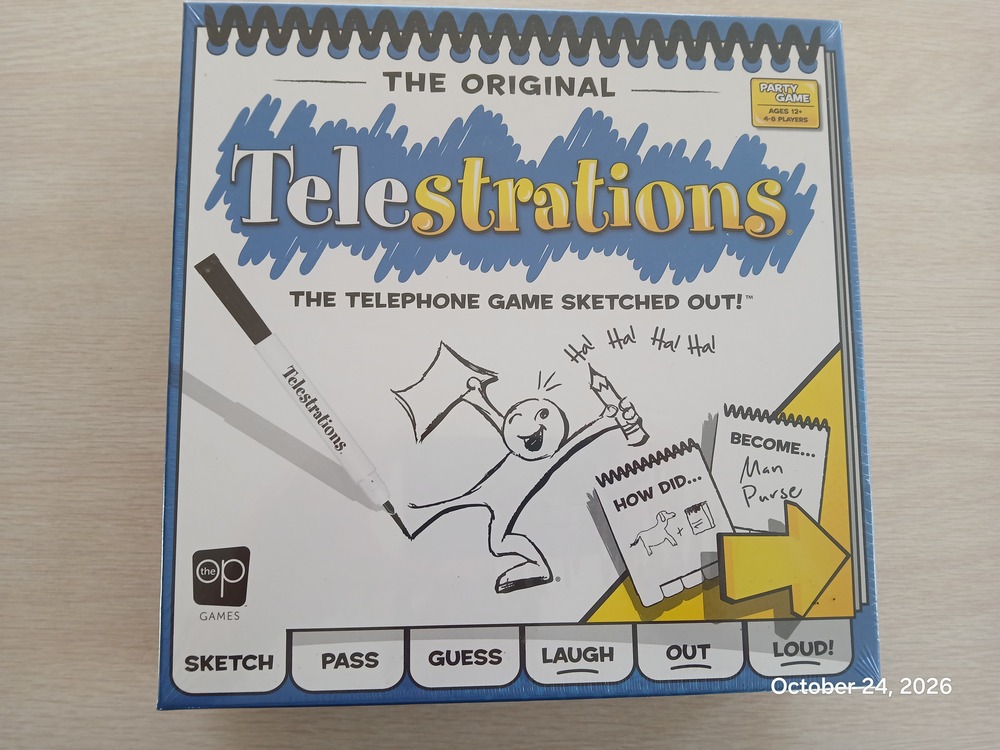 THE ORIGINAL
PARTY GAME
AGES 12+
4-8 PLAYERS
Telestrations®
THE TELEPHONE GAME SKETCHED OUT!™
Ha! Ha! Ha! Ha!
Telestrations.
HOW DID...
BECOME...
Man
Purse
the op
GAMES
SKETCH PASS GUESS LAUGH OUT LOUD!
October 24, 2026